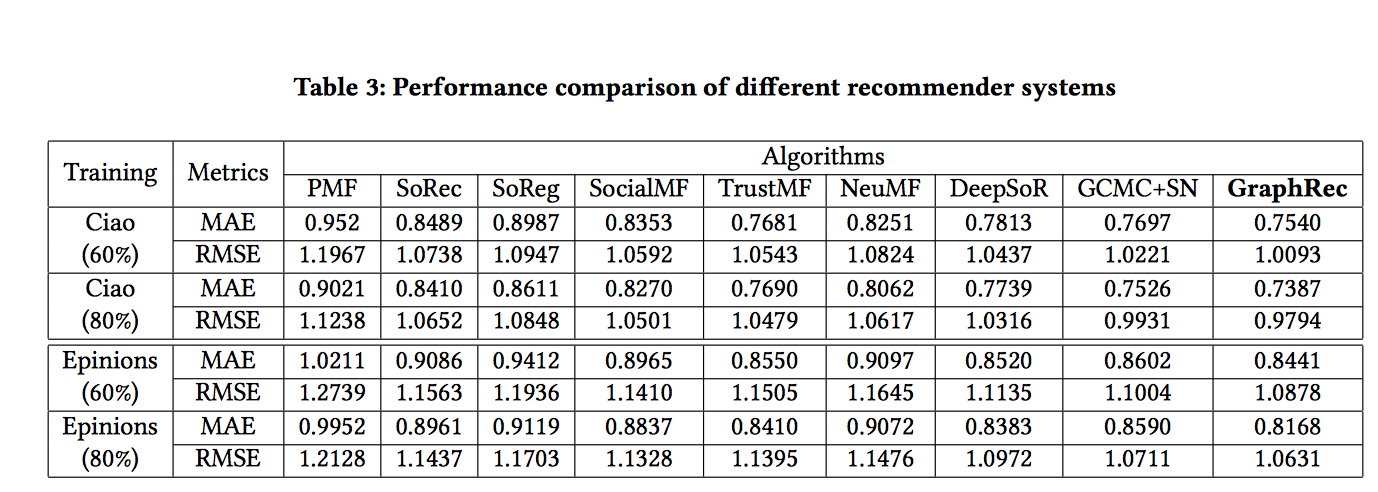 Table 3: Performance comparison of different recommender systems
Training Metrics Algorithms
PMF SoRec SoReg SocialMF TrustMF NeuMF DeepSoR GCMC+SN GraphRec
Ciao (60%) MAE 0.952 0.8489 0.8987 0.8353 0.7681 0.8251 0.7813 0.7697 0.7540
RMSE 1.1967 1.0738 1.0947 1.0592 1.0543 1.0824 1.0437 1.0221 1.0093
Ciao (80%) MAE 0.9021 0.8410 0.8611 0.8270 0.7690 0.8062 0.7739 0.7526 0.7387
RMSE 1.1238 1.0652 1.0848 1.0501 1.0479 1.0617 1.0316 0.9931 0.9794
Epinions (60%) MAE 1.0211 0.9086 0.9412 0.8965 0.8550 0.9097 0.8520 0.8602 0.8441
RMSE 1.2739 1.1563 1.1936 1.1410 1.1505 1.1645 1.1135 1.1004 1.0878
Epinions (80%) MAE 0.9952 0.8961 0.9119 0.8837 0.8410 0.9072 0.8383 0.8590 0.8168
RMSE 1.2128 1.1437 1.1703 1.1328 1.1395 1.1476 1.0972 1.0711 1.0631